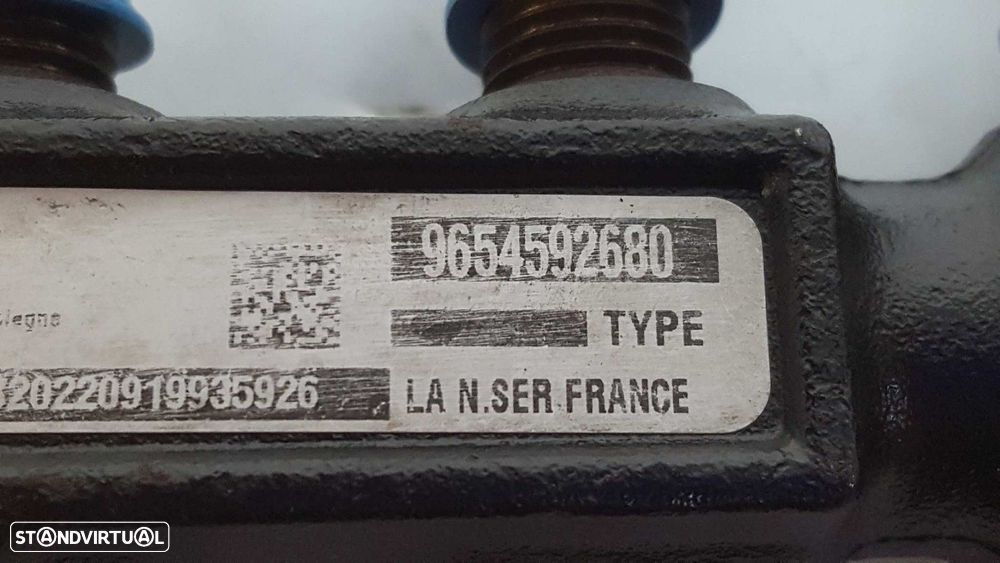 9654592680
TYPE
20220919935926
LA N.SER FRANCE
STANDVIRTUAL